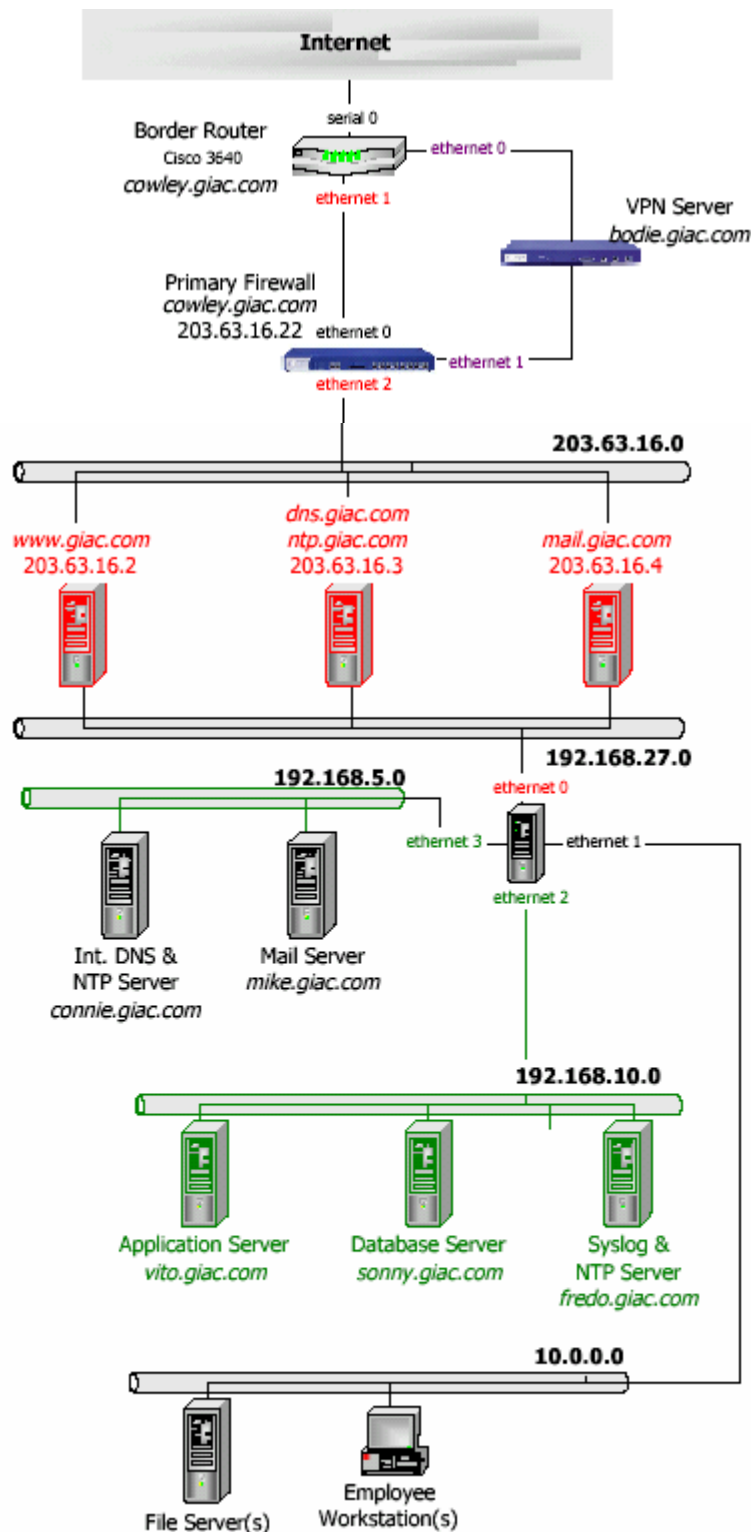 Internet
serial 0
Border Router
Cisco 3640
cowley.giac.com
ethernet 0
ethernet 1
VPN Server
bodie.giac.com
Primary Firewall
cowley.giac.com
203.63.16.22
ethernet 0
ethernet 1
ethernet 2
203.63.16.0
www.giac.com
203.63.16.2
dns.giac.com
ntp.giac.com
203.63.16.3
mail.giac.com
203.63.16.4
192.168.27.0
192.168.5.0
ethernet 0
ethernet 3
ethernet 1
ethernet 2
Int. DNS &
NTP Server
connie.giac.com
Mail Server
mike.giac.com
192.168.10.0
Application Server
vito.giac.com
Database Server
sonny.giac.com
Syslog &
NTP Server
fredo.giac.com
10.0.0.0
File Server(s)
Employee
Workstation(s)